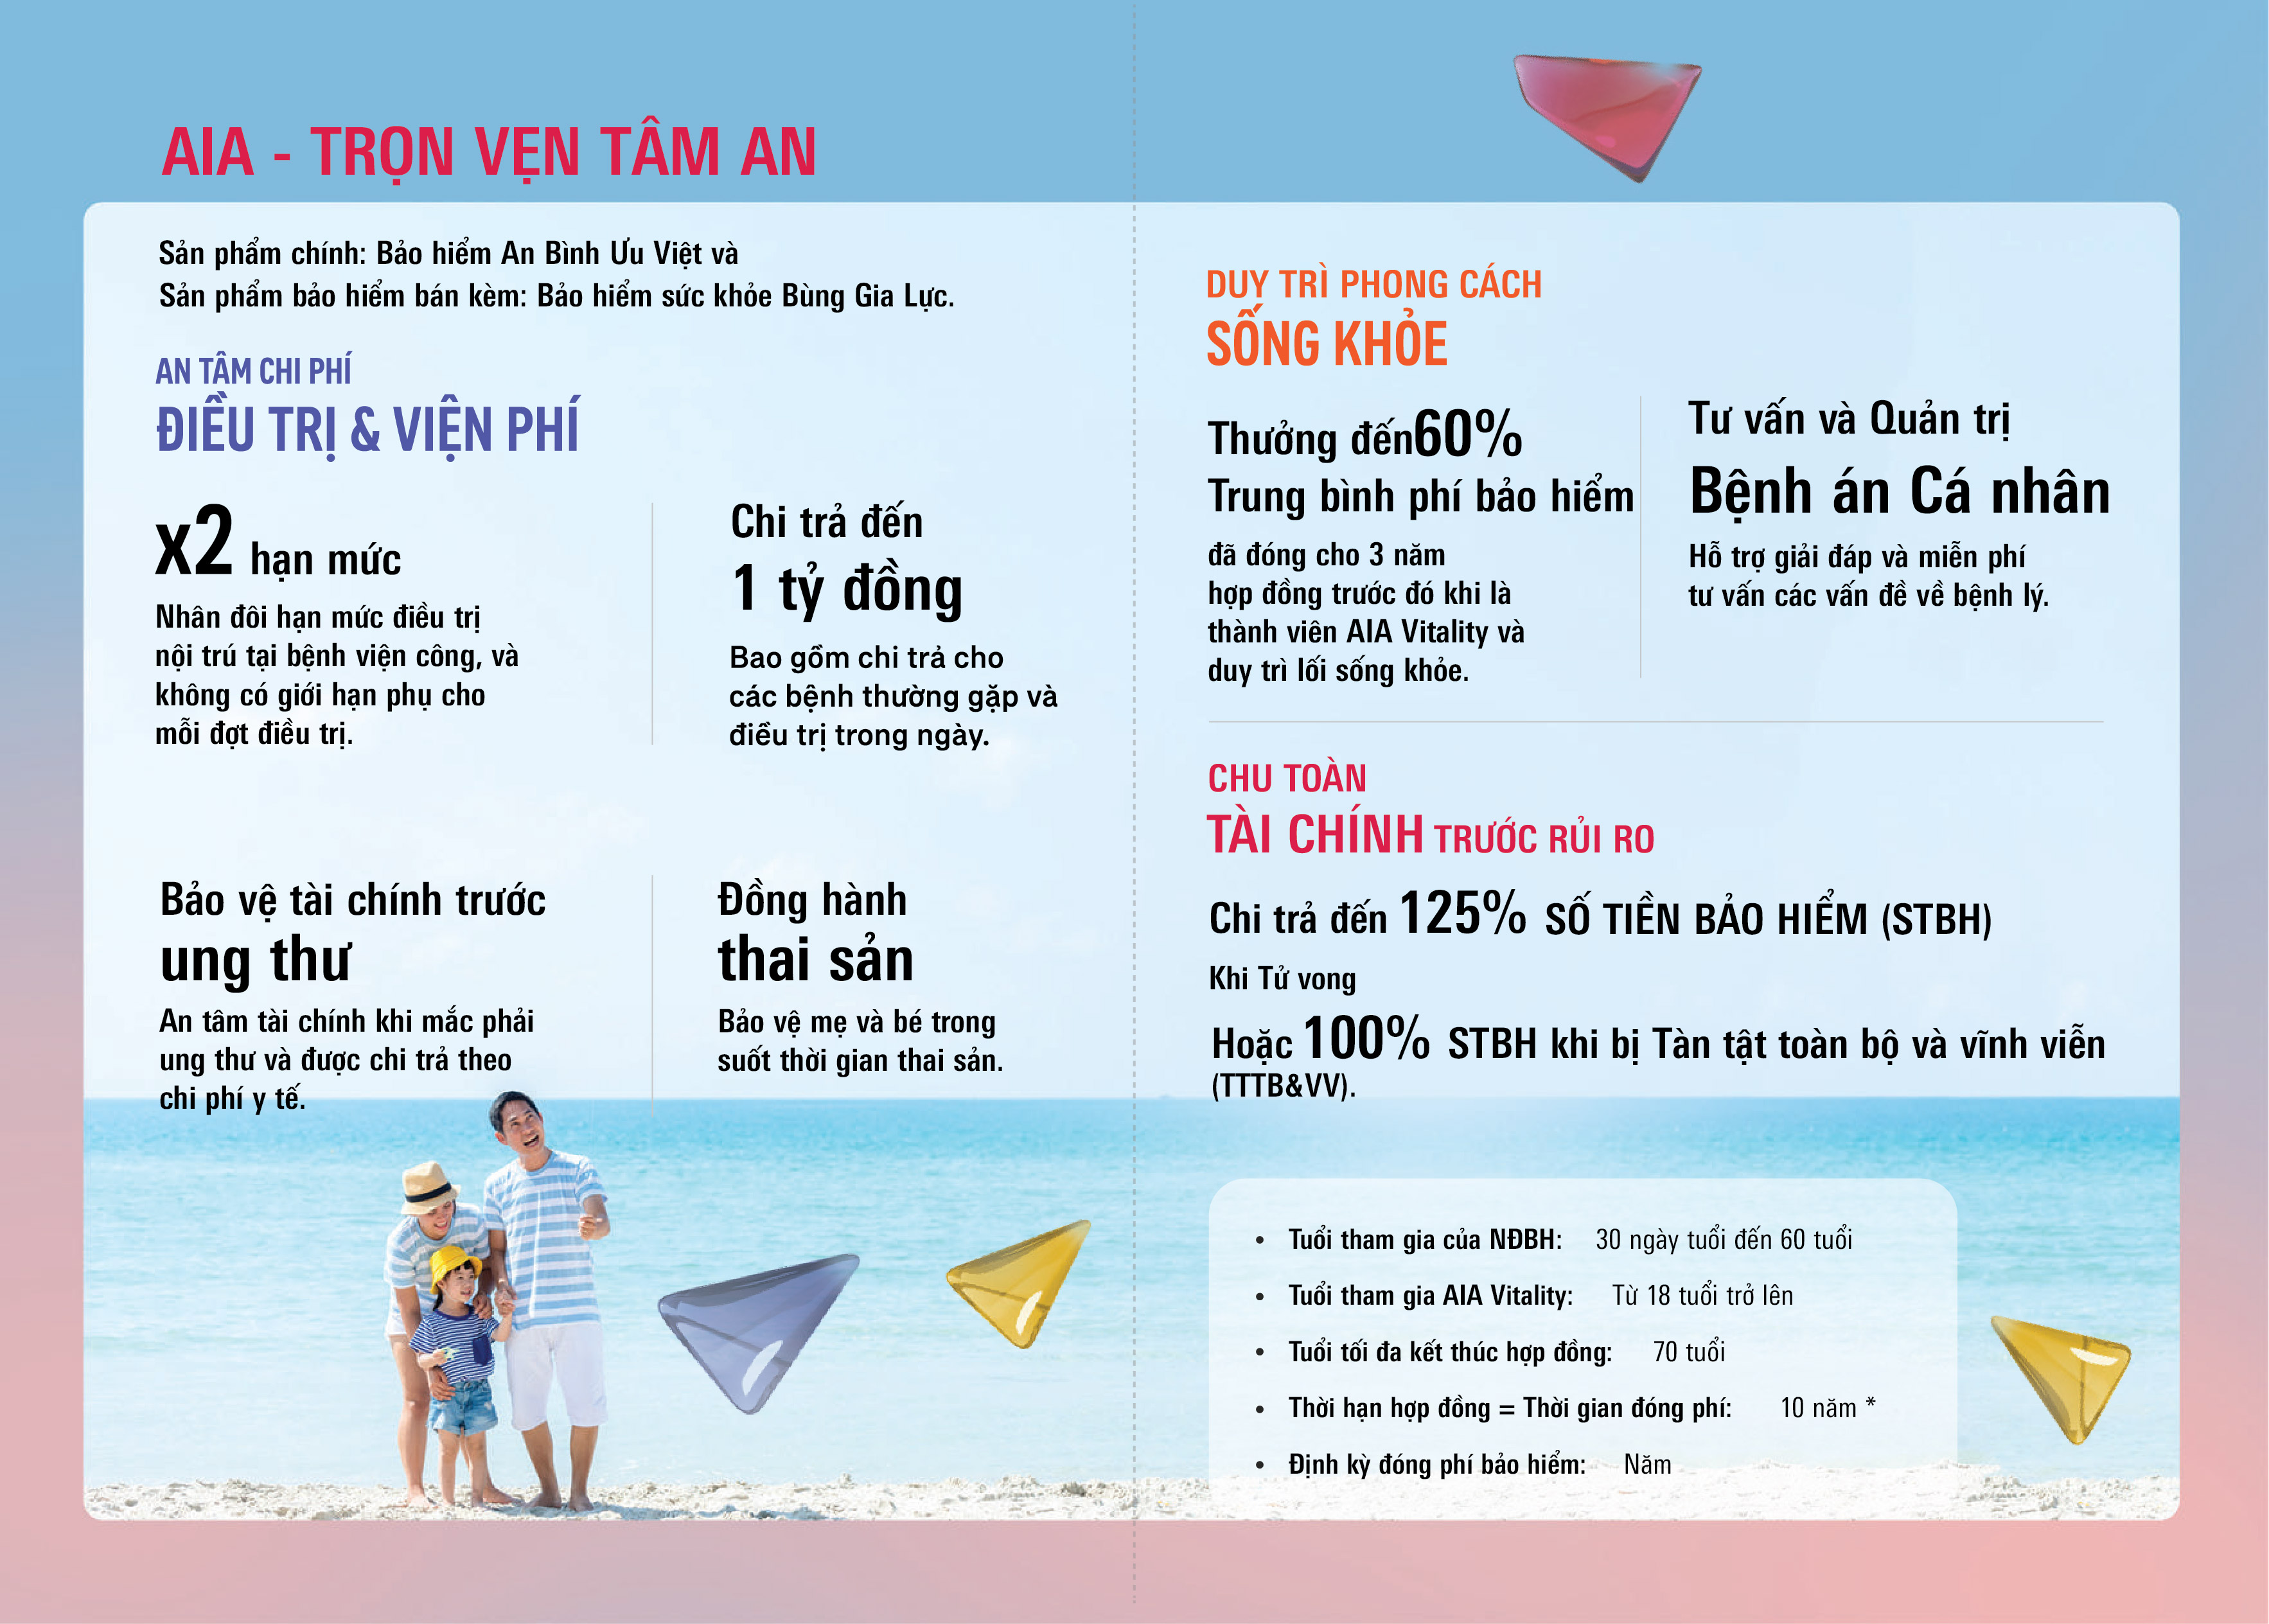 AIA - TRỌN VẸN TÂM AN
Sản phẩm chính: Bảo hiểm An Bình Ưu Việt và
Sản phẩm bảo hiểm bán kèm: Bảo hiểm sức khỏe Bùng Gia Lực.
AN TÂM CHI PHÍ
ĐIỀU TRỊ & VIỆN PHÍ
x2 hạn mức
Nhân đôi hạn mức điều trị
nội trú tại bệnh viện công, và
không có giới hạn phụ cho
mỗi đợt điều trị.
Chi trả đến
1 tỷ đồng
Bao gồm chi trả cho
các bệnh thường gặp và
điều trị trong ngày.
Bảo vệ tài chính trước
ung thư
An tâm tài chính khi mắc phải
ung thư và được chi trả theo
chi phí y tế.
Đồng hành
thai sản
Bảo vệ mẹ và bé trong
suốt thời gian thai sản.
DUY TRÌ PHONG CÁCH
SỐNG KHỎE
Thưởng đến60%
Trung bình phí bảo hiểm
đã đóng cho 3 năm
hợp đồng trước đó khi là
thành viên AIA Vitality và
duy trì lối sống khỏe.
Tư vấn và Quản trị
Bệnh án Cá nhân
Hỗ trợ giải đáp và miễn phí
tư vấn các vấn đề về bệnh lý.
CHU TOÀN
TÀI CHÍNH TRƯỚC RỦI RO
Chi trả đến 125% SỐ TIỀN BẢO HIỂM (STBH)
Khi Tử vong
Hoặc 100% STBH khi bị Tàn tật toàn bộ và vĩnh viễn
(TTTB&VV).
• Tuổi tham gia của NĐBH: 30 ngày tuổi đến 60 tuổi
• Tuổi tham gia AIA Vitality: Từ 18 tuổi trở lên
• Tuổi tối đa kết thúc hợp đồng: 70 tuổi
• Thời hạn hợp đồng = Thời gian đóng phí: 10 năm *
• Định kỳ đóng phí bảo hiểm: Năm